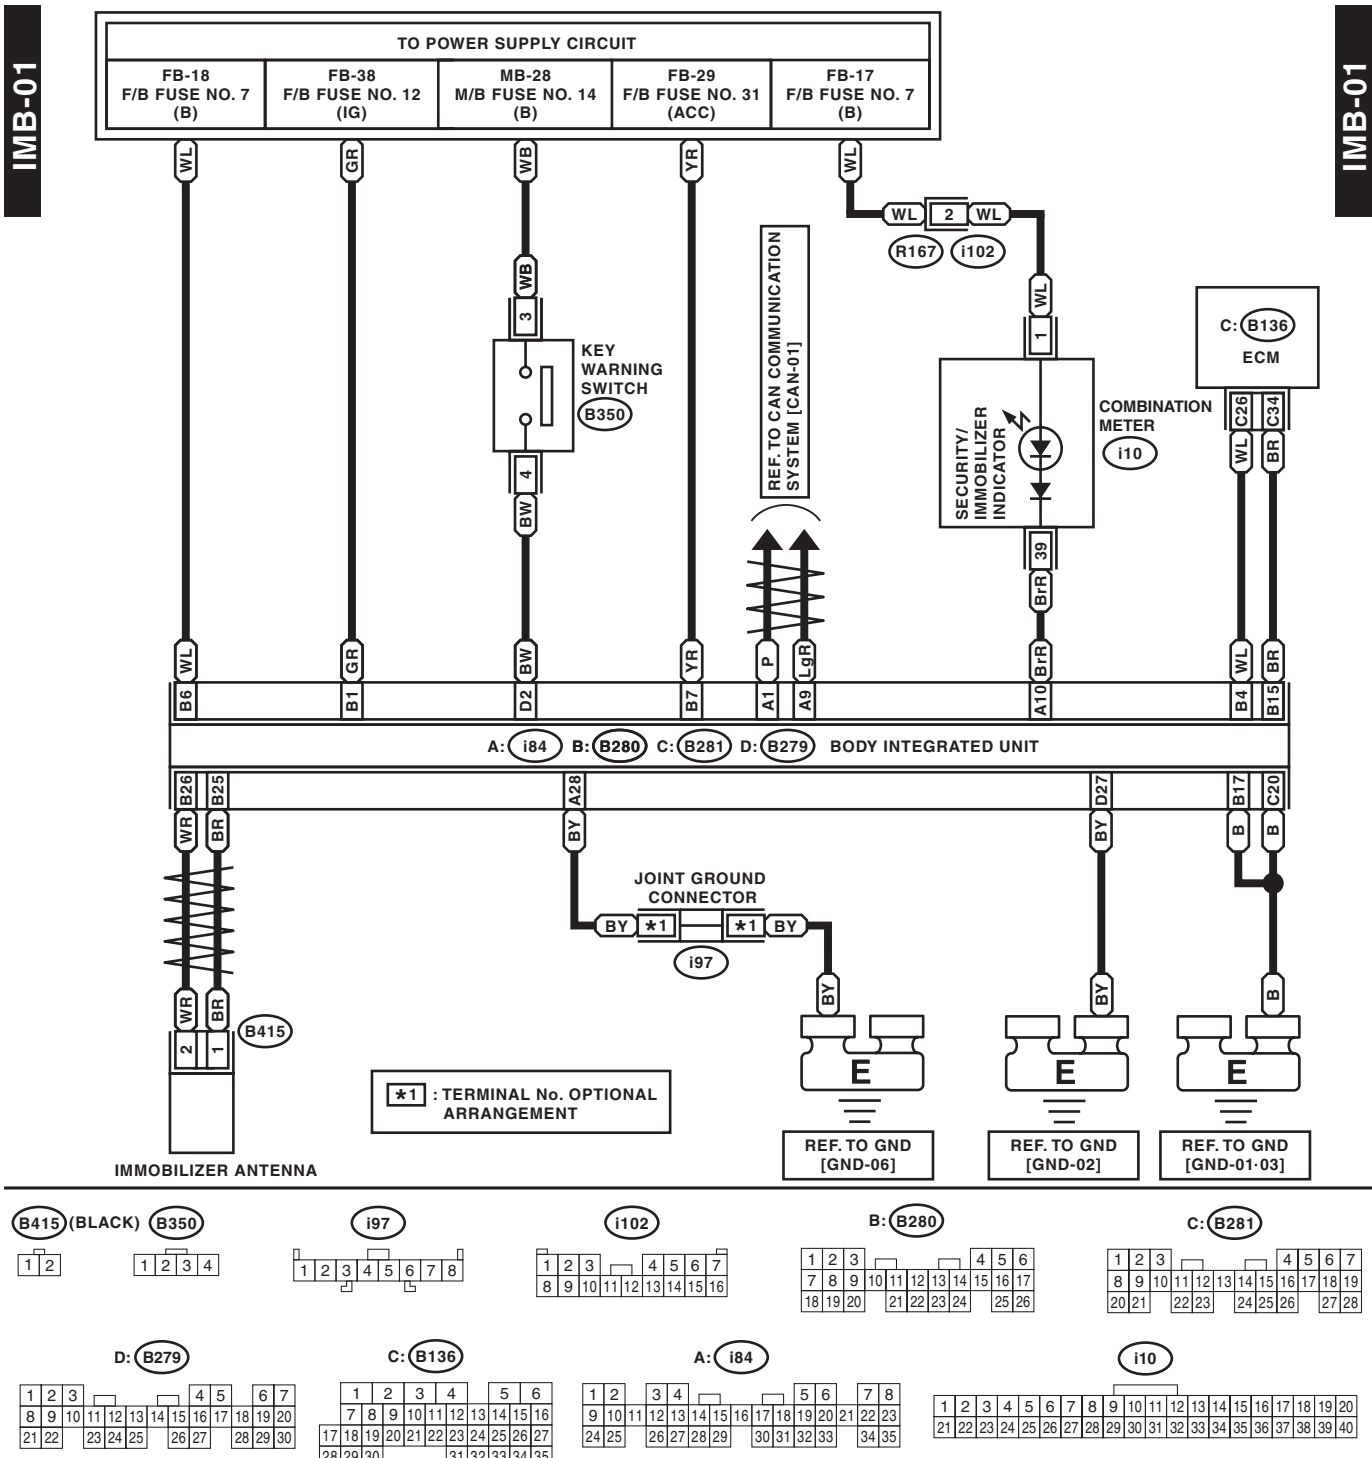 IMB-01
IMB-01
TO POWER SUPPLY CIRCUIT
FB-18
F/B FUSE NO. 7
(B)
FB-38
F/B FUSE NO. 12
(IG)
MB-28
M/B FUSE NO. 14
(B)
FB-29
F/B FUSE NO. 31
(ACC)
FB-17
F/B FUSE NO. 7
(B)
WL
GR
WB
YR
WL
WL 2 WL
R167 i102
WB
3
KEY
WARNING
SWITCH
B350
4
BW
REF. TO CAN COMMUNICATION
SYSTEM [CAN-01]
WL
1
SECURITY/
IMMOBILIZER
INDICATOR
COMBINATION
METER
i10
39
BrR
C: B136
ECM
C26 C34
WL BR
WL GR BW YR P LgR BrR WL BR
B6 B1 D2 B7 A1 A9 A10 B4 B15
A: i84 B: B280 C: B281 D: B279 BODY INTEGRATED UNIT
B26 B25 A28 D27 B17 C20
WR BR BY BY B B
JOINT GROUND
CONNECTOR
BY *1 *1 BY
i97
WR BR BY BY B
2 1 B415
E E E
*1 : TERMINAL No. OPTIONAL
ARRANGEMENT
REF. TO GND
[GND-06]
REF. TO GND
[GND-02]
REF. TO GND
[GND-01·03]
IMMOBILIZER ANTENNA
B415 (BLACK)
1 2
B350
1 2 3 4
i97
1 2 3 4 5 6 7 8
i102
1 2 3 4 5 6 7
8 9 10 11 12 13 14 15 16
B: B280
1 2 3 4 5 6
7 8 9 10 11 12 13 14 15 16 17
18 19 20 21 22 23 24 25 26
C: B281
1 2 3 4 5 6 7
8 9 10 11 12 13 14 15 16 17 18 19
20 21 22 23 24 25 26 27 28
D: B279
1 2 3 4 5 6 7
8 9 10 11 12 13 14 15 16 17 18 19 20
21 22 23 24 25 26 27 28 29 30
C: B136
1 2 3 4 5 6
7 8 9 10 11 12 13 14 15 16
17 18 19 20 21 22 23 24 25 26 27
28 29 30 31 32 33 34 35
A: i84
1 2 3 4 5 6 7 8
9 10 11 12 13 14 15 16 17 18 19 20 21 22 23
24 25 26 27 28 29 30 31 32 33 34 35
i10
1 2 3 4 5 6 7 8 9 10 11 12 13 14 15 16 17 18 19 20
21 22 23 24 25 26 27 28 29 30 31 32 33 34 35 36 37 38 39 40